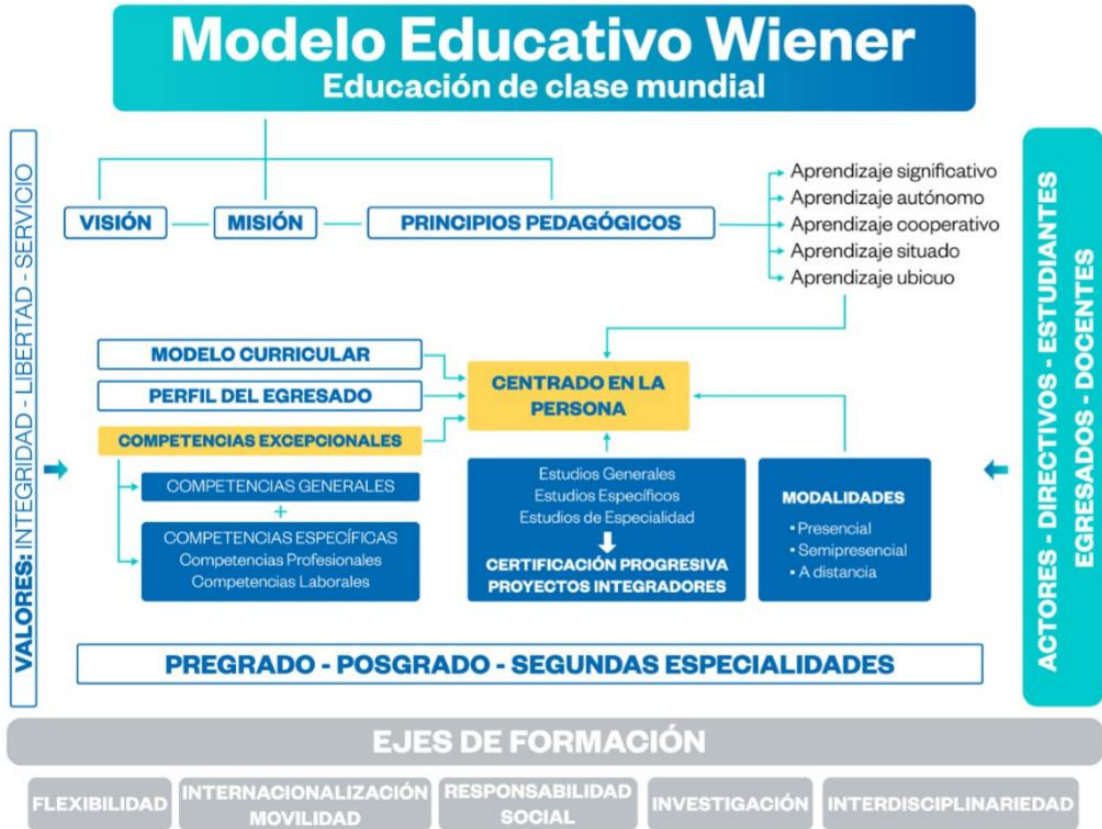 Modelo Educativo Wiener
Educación de clase mundial
VALORES: INTEGRIDAD - LIBERTAD - SERVICIO
VISIÓN
MISIÓN
PRINCIPIOS PEDAGÓGICOS
Aprendizaje significativo
Aprendizaje autónomo
Aprendizaje cooperativo
Aprendizaje situado
Aprendizaje ubicuo
MODELO CURRICULAR
PERFIL DEL EGRESADO
COMPETENCIAS EXCEPCIONALES
CENTRADO EN LA
PERSONA
COMPETENCIAS GENERALES
+
COMPETENCIAS ESPECÍFICAS
Competencias Profesionales
Competencias Laborales
Estudios Generales
Estudios Específicos
Estudios de Especialidad
CERTIFICACIÓN PROGRESIVA
PROYECTOS INTEGRADORES
MODALIDADES
• Presencial
• Semipresencial
• A distancia
ACTORES - DIRECTIVOS - ESTUDIANTES
EGRESADOS - DOCENTES
PREGRADO - POSGRADO - SEGUNDAS ESPECIALIDADES
EJES DE FORMACIÓN
FLEXIBILIDAD
INTERNACIONALIZACIÓN
MOVILIDAD
RESPONSABILIDAD
SOCIAL
INVESTIGACIÓN
INTERDISCIPLINARIEDAD